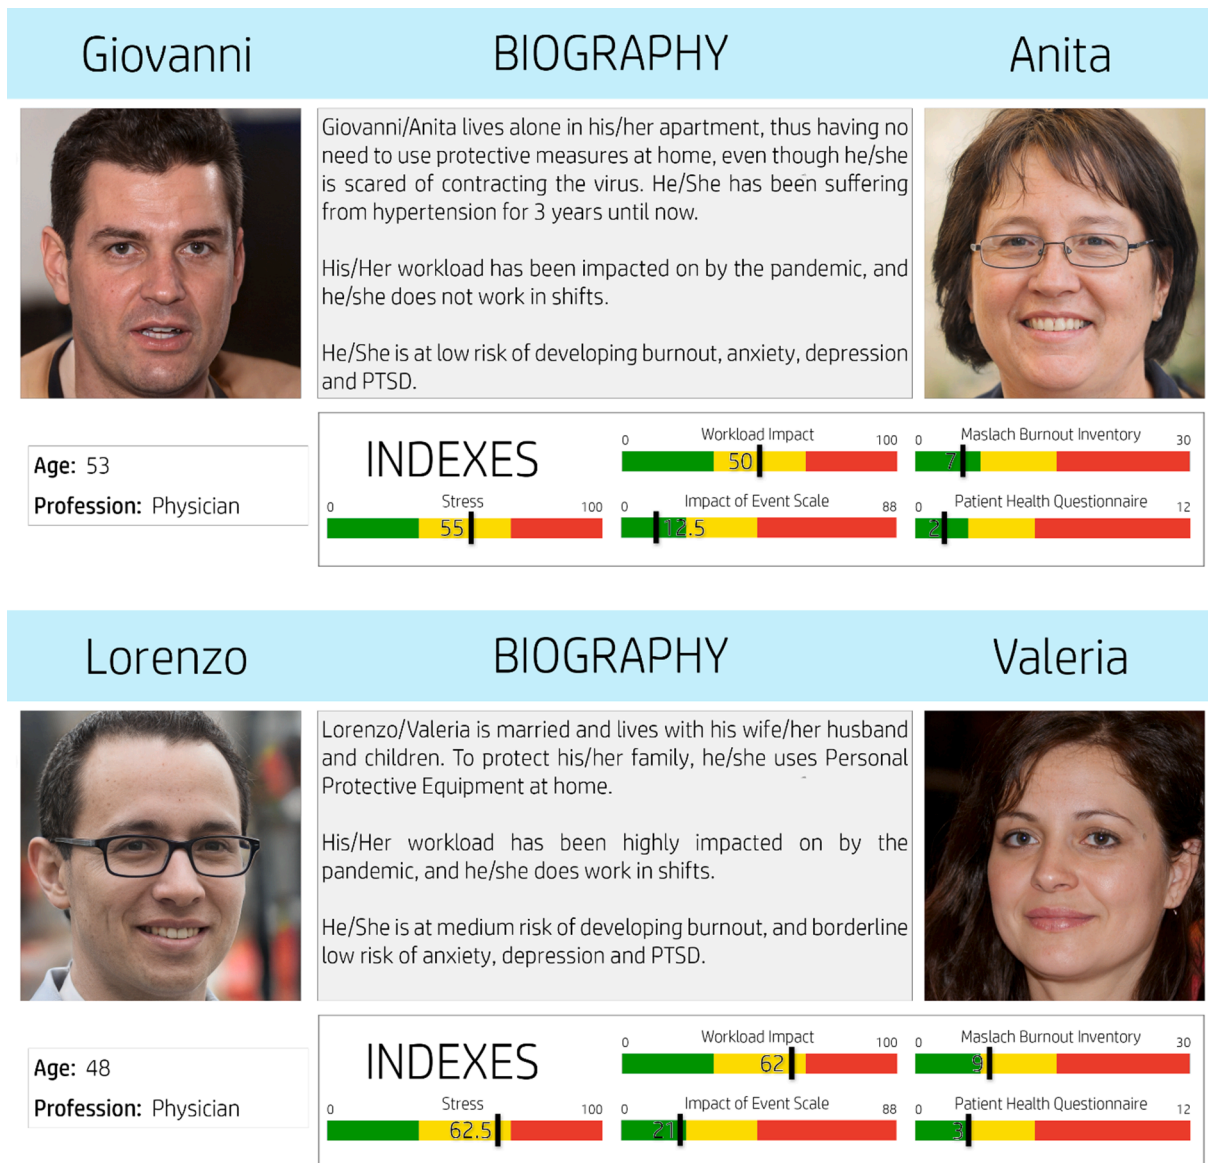 Giovanni
BIOGRAPHY
Anita
Giovanni/Anita lives alone in his/her apartment, thus having no
need to use protective measures at home, even though he/she
is scared of contracting the virus. He/She has been suffering
from hypertension for 3 years until now.
His/Her workload has been impacted on by the pandemic, and
he/she does not work in shifts.
He/She is at low risk of developing burnout, anxiety, depression
and PTSD.
Age: 53
Profession: Physician
INDEXES
Workload Impact
0
100
50
Maslach Burnout Inventory
0
30
7
Stress
0
100
55
Impact of Event Scale
0
88
12.5
Patient Health Questionnaire
0
12
2
Lorenzo
BIOGRAPHY
Valeria
Lorenzo/Valeria is married and lives with his wife/her husband
and children. To protect his/her family, he/she uses Personal
Protective Equipment at home.
His/Her workload has been highly impacted on by the
pandemic, and he/she does work in shifts.
He/She is at medium risk of developing burnout, and borderline
low risk of anxiety, depression and PTSD.
Age: 48
Profession: Physician
INDEXES
Workload Impact
0
100
62
Maslach Burnout Inventory
0
30
9
Stress
0
100
62.5
Impact of Event Scale
0
88
21
Patient Health Questionnaire
0
12
3